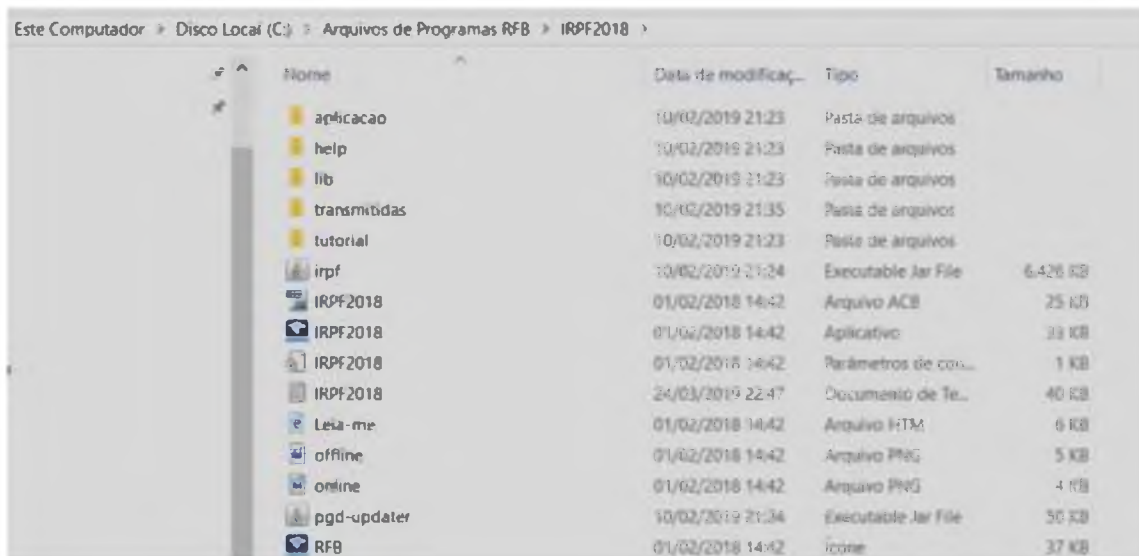 Este Computador > Disco Local (C:) > Arquivos de Programas RFB > IRPF2018 >
Nome Data de modificaç... Tipo Tamanho
aplicacao 10/02/2019 21:23 Pasta de arquivos
help 10/02/2019 21:23 Pasta de arquivos
lib 10/02/2019 21:23 Pasta de arquivos
transmitidas 10/02/2019 21:35 Pasta de arquivos
tutorial 10/02/2019 21:23 Pasta de arquivos
irpf 10/02/2019 21:24 Executable Jar File 6.426 KB
IRPF2018 01/02/2018 14:42 Arquivo ACB 25 KB
IRPF2018 01/02/2018 14:42 Aplicativo 33 KB
IRPF2018 01/02/2018 14:42 Parâmetros de con... 1 KB
IRPF2018 24/03/2019 22:47 Documento de Te... 40 KB
Leia-me 01/02/2018 14:42 Arquivo HTM 6 KB
offline 01/02/2018 14:42 Arquivo PNG 5 KB
online 01/02/2018 14:42 Arquivo PNG 4 KB
pgd-updater 10/02/2019 21:24 Executable Jar File 50 KB
RFB 01/02/2018 14:42 Ícone 37 KB